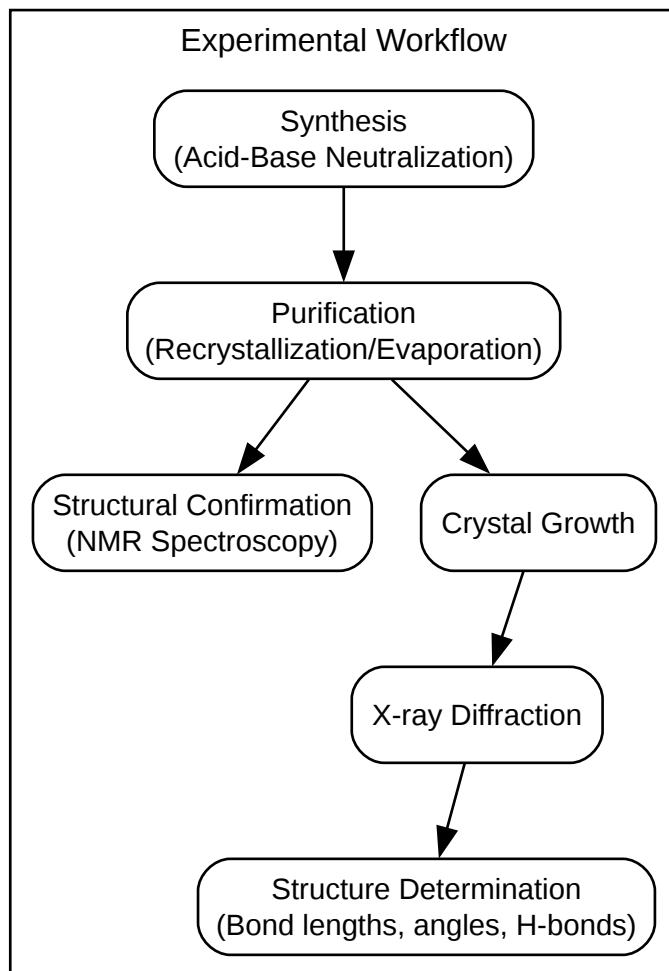 Experimental Workflow
Synthesis
(Acid-Base Neutralization)
Purification
(Recrystallization/Evaporation)
Structural Confirmation
(NMR Spectroscopy)
Crystal Growth
X-ray Diffraction
Structure Determination
(Bond lengths, angles, H-bonds)